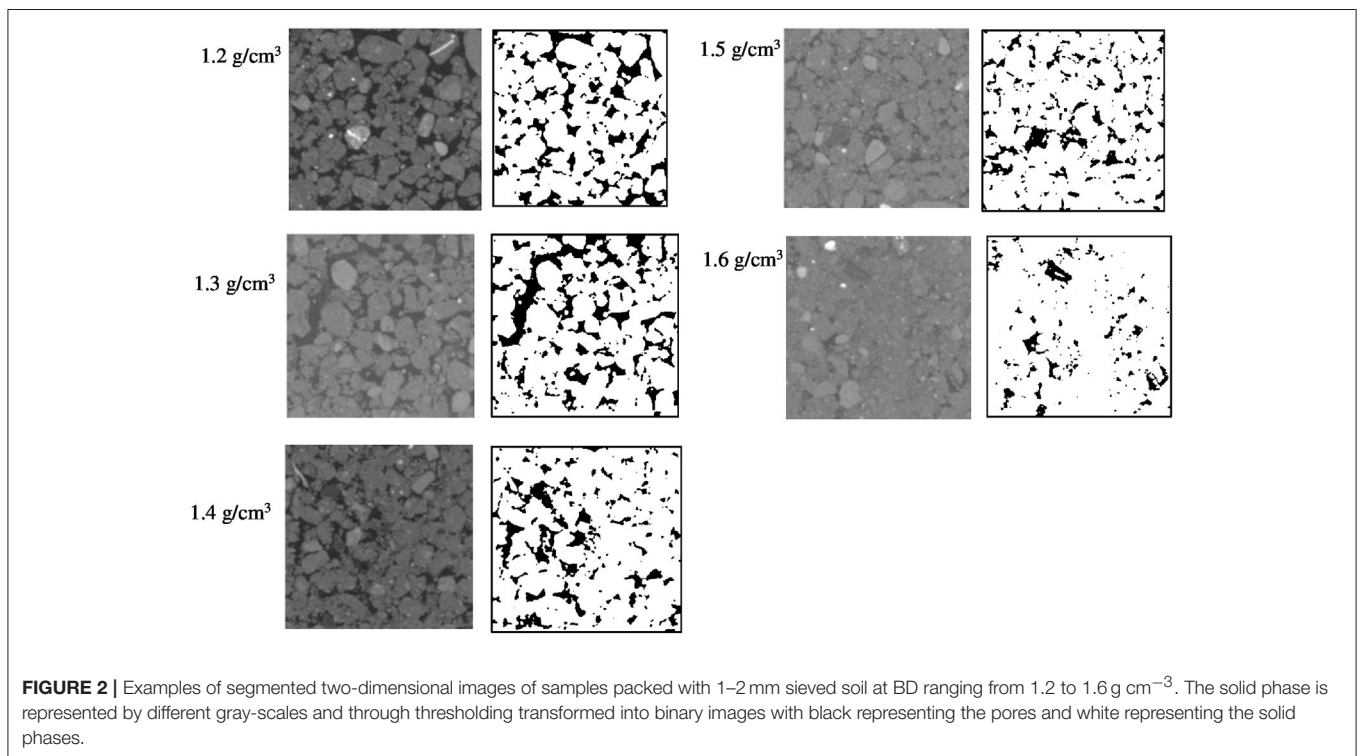 1.2 g/cm³
1.5 g/cm³
1.3 g/cm³
1.6 g/cm³
1.4 g/cm³
FIGURE 2 | Examples of segmented two-dimensional images of samples packed with 1–2 mm sieved soil at BD ranging from 1.2 to 1.6 g cm⁻³. The solid phase is
represented by different gray-scales and through thresholding transformed into binary images with black representing the pores and white representing the solid
phases.